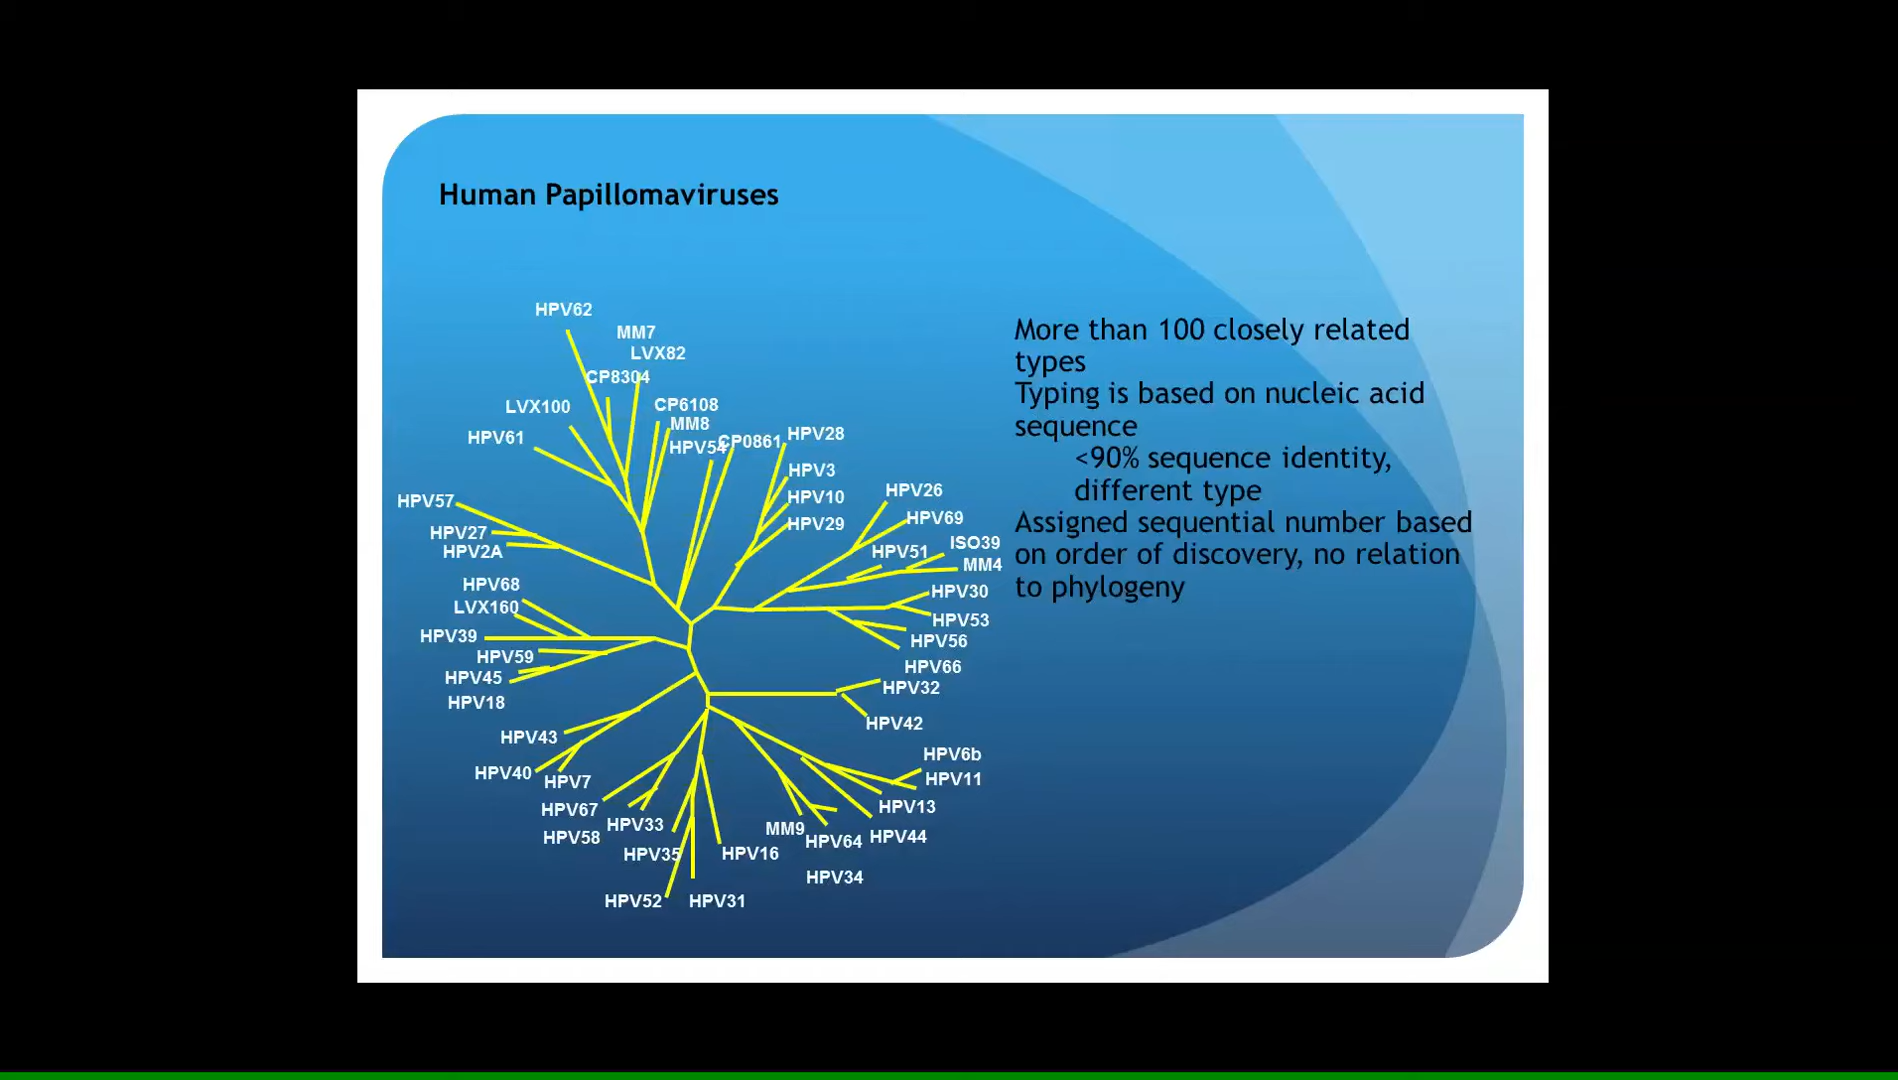 Human Papillomaviruses
HPV62
MM7
LVX82
CP8304
LVX100
CP6108
MM8
HPV61
HPV54
CP0861
HPV28
HPV3
HPV10
HPV29
HPV26
HPV69
ISO39
HPV51
MM4
HPV30
HPV53
HPV56
HPV66
HPV32
HPV42
HPV6b
HPV11
HPV13
HPV44
HPV64
MM9
HPV34
HPV16
HPV31
HPV52
HPV35
HPV33
HPV58
HPV67
HPV7
HPV40
HPV43
HPV18
HPV45
HPV59
HPV39
LVX160
HPV68
HPV2A
HPV27
HPV57
More than 100 closely related
types
Typing is based on nucleic acid
sequence
<90% sequence identity,
different type
Assigned sequential number based
on order of discovery, no relation
to phylogeny